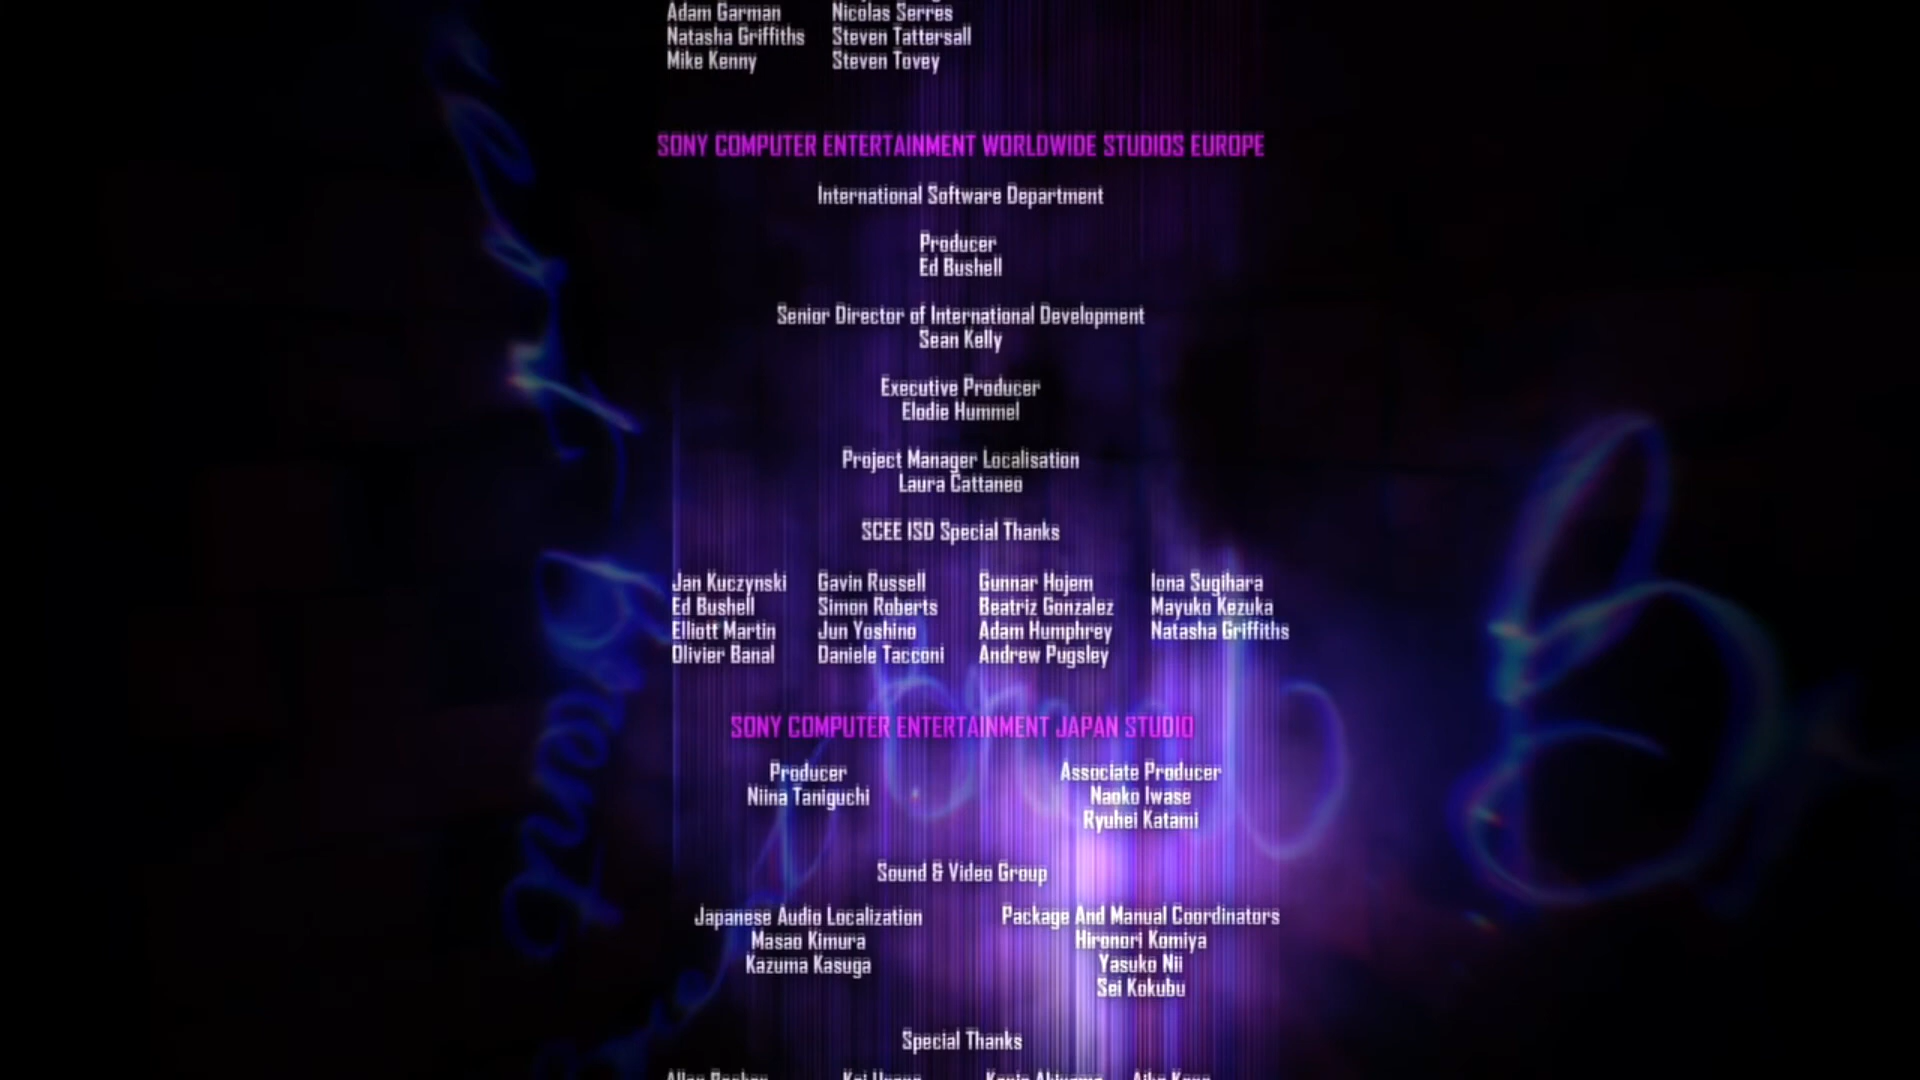 Adam Garman Nicolas Serres
Natasha Griffiths Steven Tattersall
Mike Kenny Steven Tovey
SONY COMPUTER ENTERTAINMENT WORLDWIDE STUDIOS EUROPE
International Software Department
Producer
Ed Bushell
Senior Director of International Development
Sean Kelly
Executive Producer
Elodie Hummel
Project Manager Localisation
Laura Cattaneo
SCEE ISD Special Thanks
Jan Kuczynski Gavin Russell Gunnar Hojem Iona Sugihara
Ed Bushell Simon Roberts Beatriz Gonzalez Mayuko Kezuka
Elliott Martin Jun Yoshino Adam Humphrey Natasha Griffiths
Olivier Banal Daniele Tacconi Andrew Pugsley
SONY COMPUTER ENTERTAINMENT JAPAN STUDIO
Producer Associate Producer
Niina Taniguchi Naoko Iwase
Ryuhei Katami
Sound & Video Group
Japanese Audio Localization Package And Manual Coordinators
Masao Kimura Hironori Komiya
Kazuma Kasuga Yasuko Nii
Sei Kokubu
Special Thanks